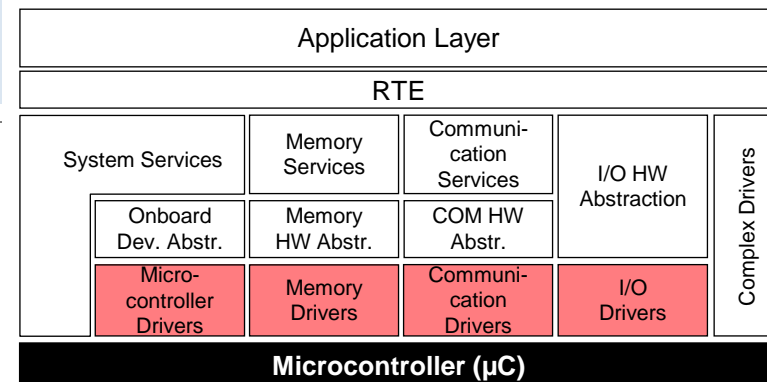 Application Layer
RTE
System Services
Memory
Services
Communi-
cation
Services
I/O HW
Abstraction
Complex Drivers
Onboard
Dev. Abstr.
Memory
HW Abstr.
COM HW
Abstr.
Micro-
controller
Drivers
Memory
Drivers
Communi-
cation
Drivers
I/O
Drivers
Microcontroller (µC)